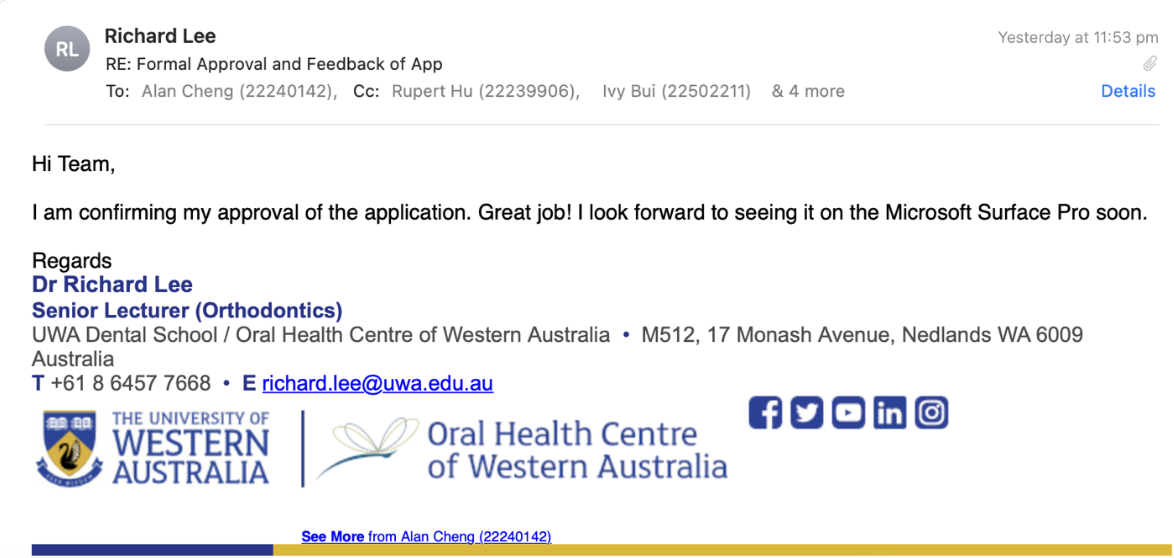 RL
Richard Lee
Yesterday at 11:53 pm
RE: Formal Approval and Feedback of App
To: Alan Cheng (22240142), Cc: Rupert Hu (22239906), Ivy Bui (22502211) & 4 more
Details
Hi Team,
I am confirming my approval of the application. Great job! I look forward to seeing it on the Microsoft Surface Pro soon.
Regards
Dr Richard Lee
Senior Lecturer (Orthodontics)
UWA Dental School / Oral Health Centre of Western Australia • M512, 17 Monash Avenue, Nedlands WA 6009
Australia
T +61 8 6457 7668 • E richard.lee@uwa.edu.au
THE UNIVERSITY OF
WESTERN
AUSTRALIA
Oral Health Centre
of Western Australia
See More from Alan Cheng (22240142)